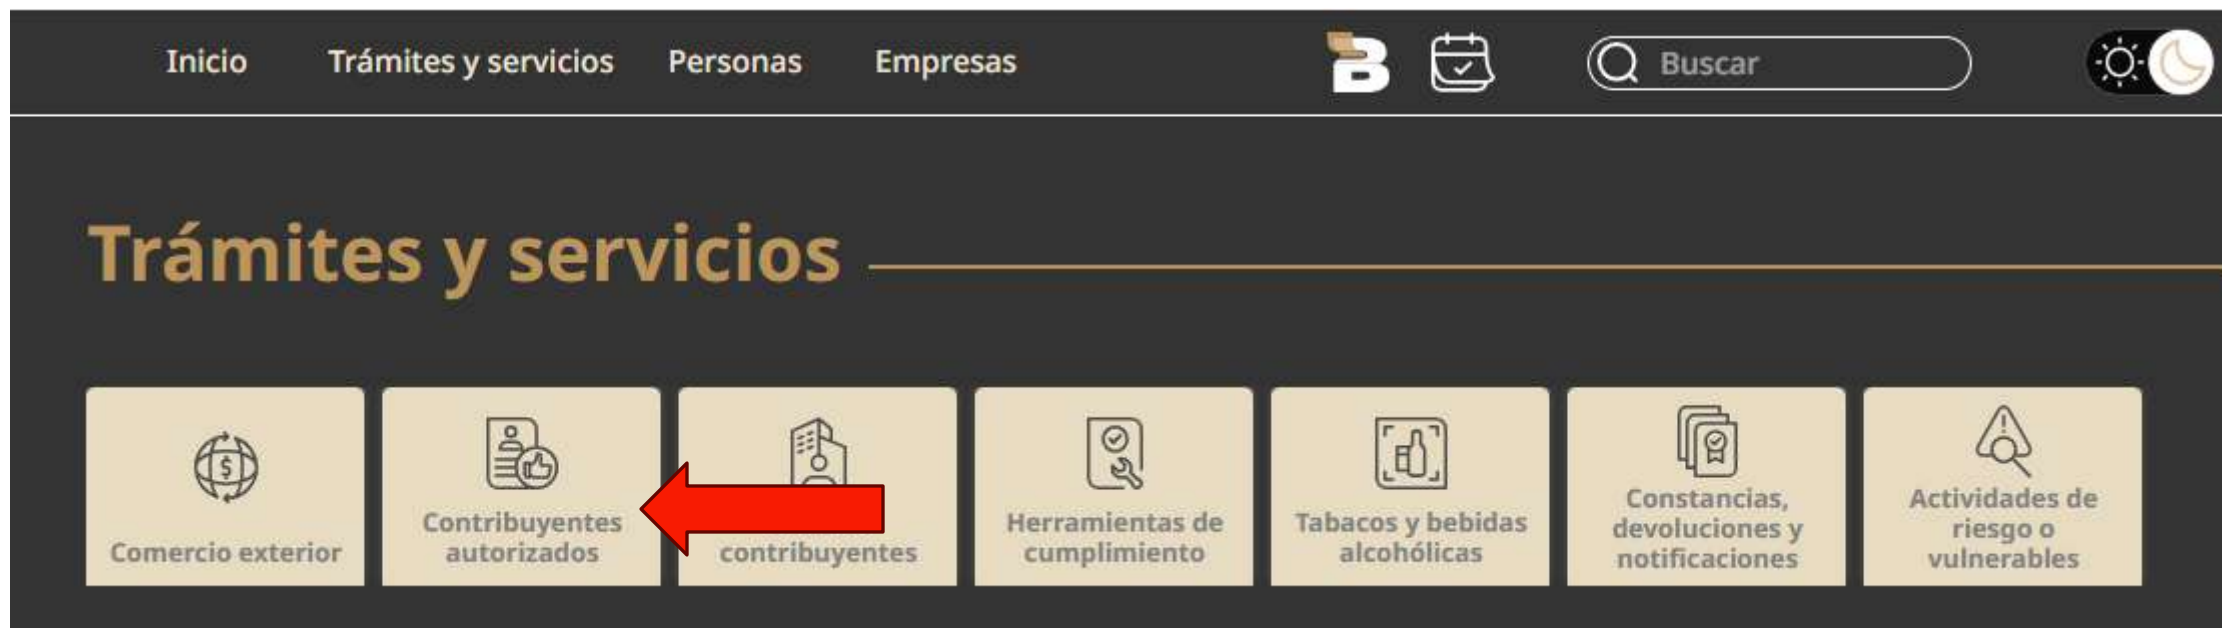 Inicio
Trámites y servicios
Personas
Empresas
Buscar
Trámites y servicios
Comercio exterior
Contribuyentes
autorizados
contribuyentes
Herramientas de
cumplimiento
Tabacos y bebidas
alcohólicas
Constancias,
devoluciones y
notificaciones
Actividades de
riesgo o
vulnerables